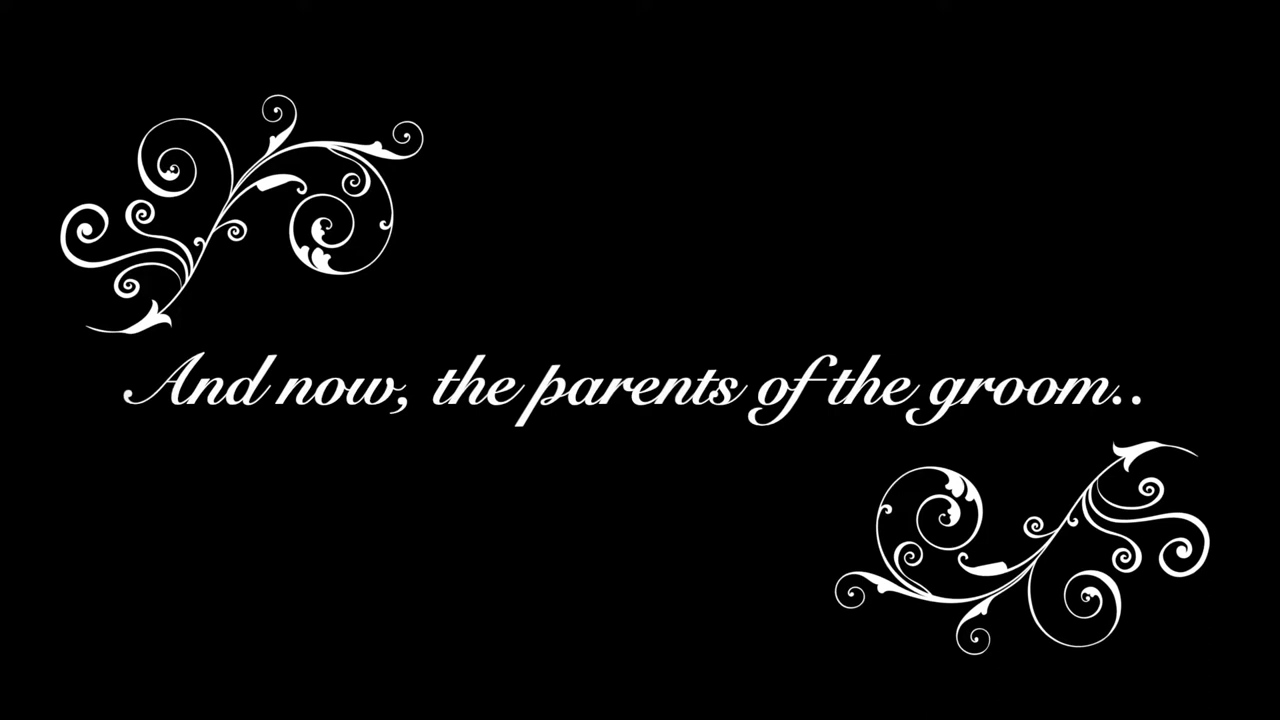 And now, the parents of the groom..